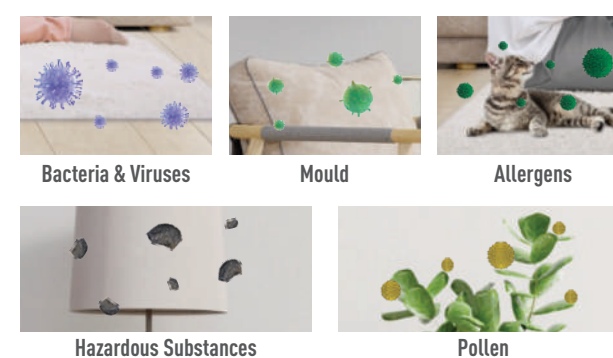 Bacteria & Viruses
Mould
Allergens
Hazardous Substances
Pollen